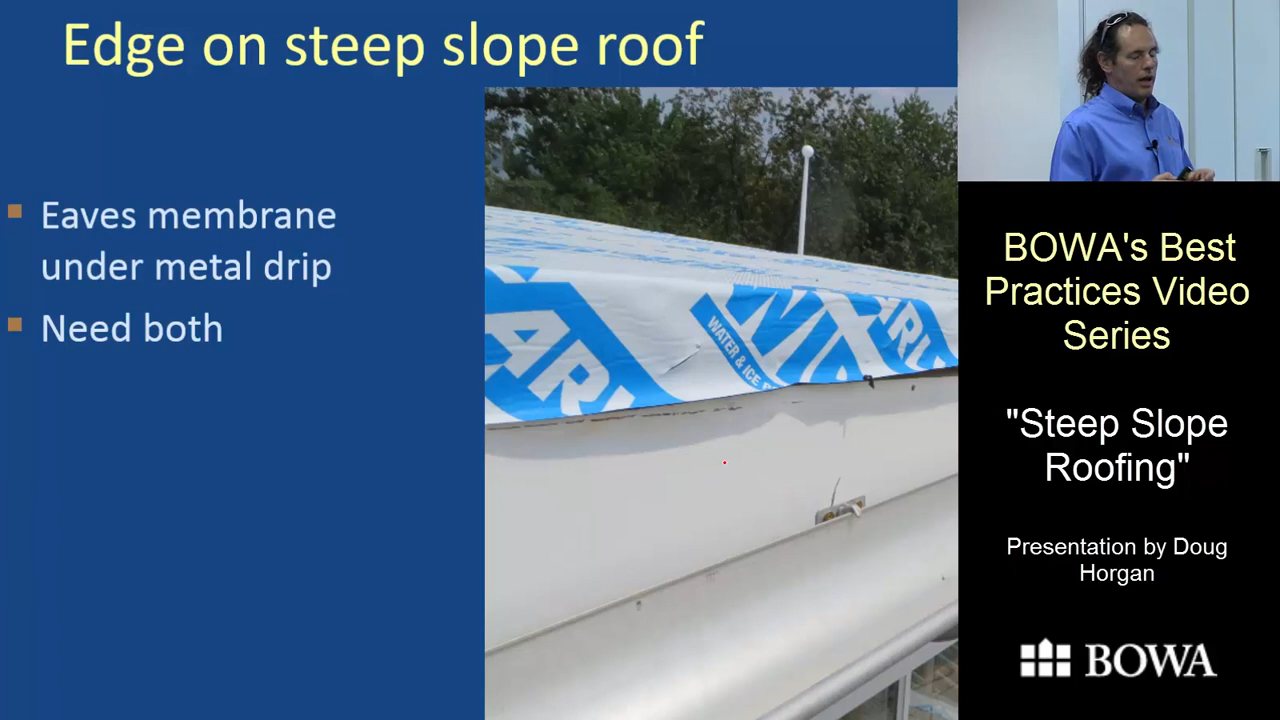 Edge on steep slope roof
Eaves membrane
under metal drip
Need both
WATER & ICE
BOWA's Best
Practices Video
Series
"Steep Slope
Roofing"
Presentation by Doug
Horgan
BOWA